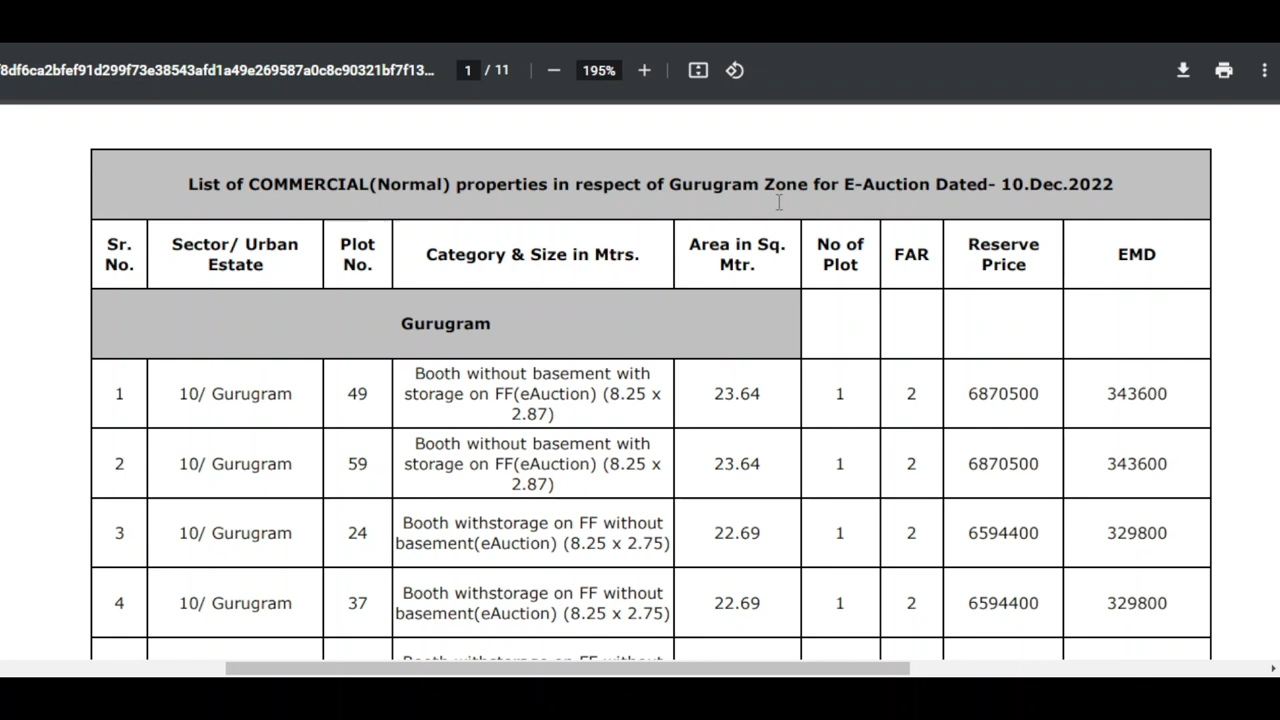 8df6ca2bfef91d299f73e38543afd1a49e269587a0c8c90321bf7f13... 1 / 11 195%
List of COMMERCIAL(Normal) properties in respect of Gurugram Zone for E-Auction Dated- 10.Dec.2022
Sr. No. Sector/ Urban Estate Plot No. Category & Size in Mtrs. Area in Sq. Mtr. No of Plot FAR Reserve Price EMD
Gurugram
1 10/ Gurugram 49 Booth without basement with storage on FF(eAuction) (8.25 x 2.87) 23.64 1 2 6870500 343600
2 10/ Gurugram 59 Booth without basement with storage on FF(eAuction) (8.25 x 2.87) 23.64 1 2 6870500 343600
3 10/ Gurugram 24 Booth withstorage on FF without basement(eAuction) (8.25 x 2.75) 22.69 1 2 6594400 329800
4 10/ Gurugram 37 Booth withstorage on FF without basement(eAuction) (8.25 x 2.75) 22.69 1 2 6594400 329800